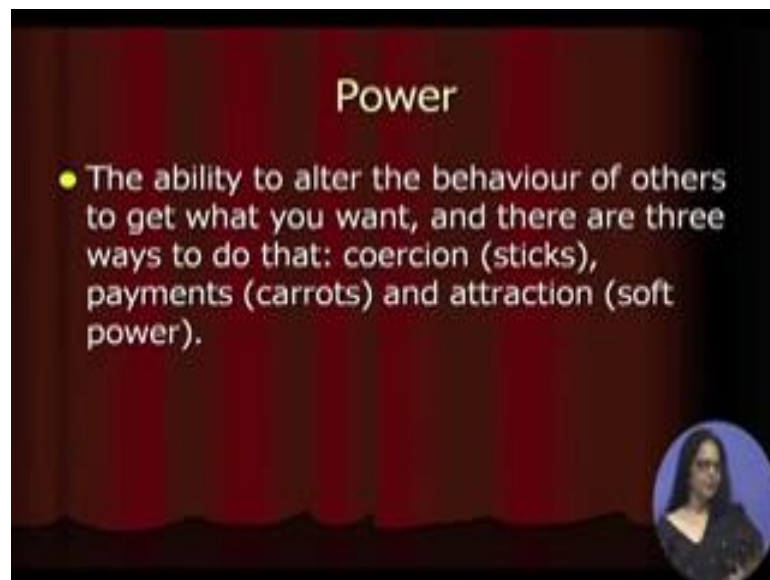 Power
The ability to alter the behaviour of others
to get what you want, and there are three
ways to do that: coercion (sticks),
payments (carrots) and attraction (soft
power).